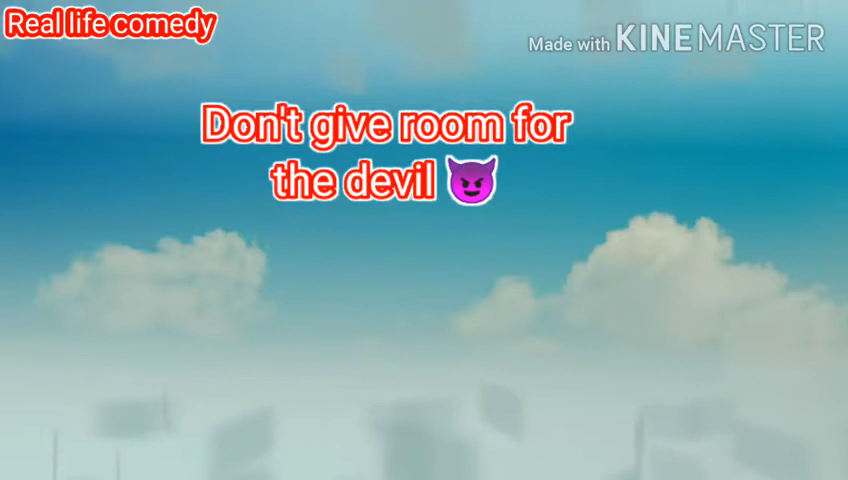 Real life comedy
Made with KINEMASTER
Don't give room for
the devil 😈